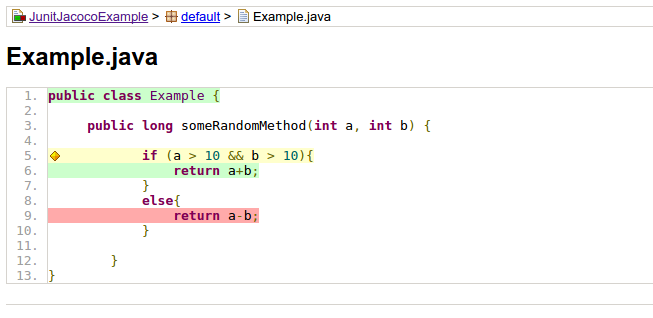 JunitJacocoExample > default > Example.java
Example.java
1. public class Example {
2.
3.      public long someRandomMethod(int a, int b) {
4.
5.             if (a > 10 && b > 10){
6.                 return a+b;
7.             }
8.             else{
9.                 return a-b;
10.             }
11.
12.         }
13. }